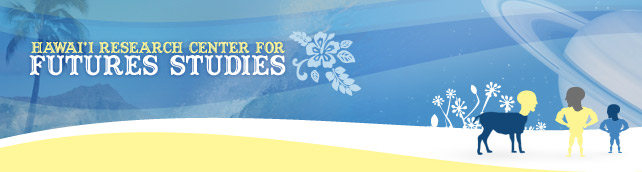 HAWAI'I RESEARCH CENTER FOR
FUTURES STUDIES